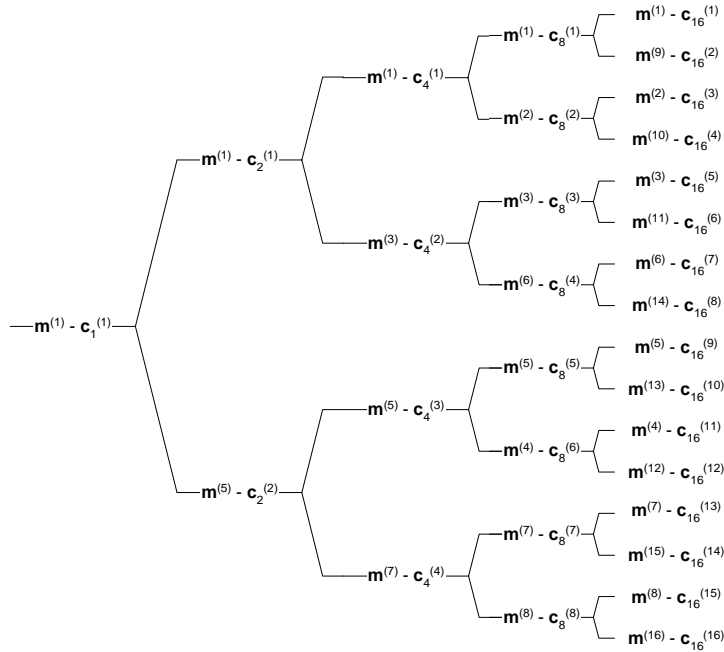 m(1) - c16(1)
m(1) - c8(1)
m(9) - c16(2)
m(1) - c4(1)
m(2) - c16(3)
m(2) - c8(2)
m(10) - c16(4)
m(1) - c2(1)
m(3) - c16(5)
m(3) - c8(3)
m(11) - c16(6)
m(3) - c4(2)
m(6) - c16(7)
m(6) - c8(4)
m(14) - c16(8)
m(1) - c1(1)
m(5) - c16(9)
m(5) - c8(5)
m(13) - c16(10)
m(5) - c4(3)
m(4) - c16(11)
m(4) - c8(6)
m(12) - c16(12)
m(5) - c2(2)
m(7) - c16(13)
m(7) - c8(7)
m(15) - c16(14)
m(7) - c4(4)
m(8) - c16(15)
m(8) - c8(8)
m(16) - c16(16)